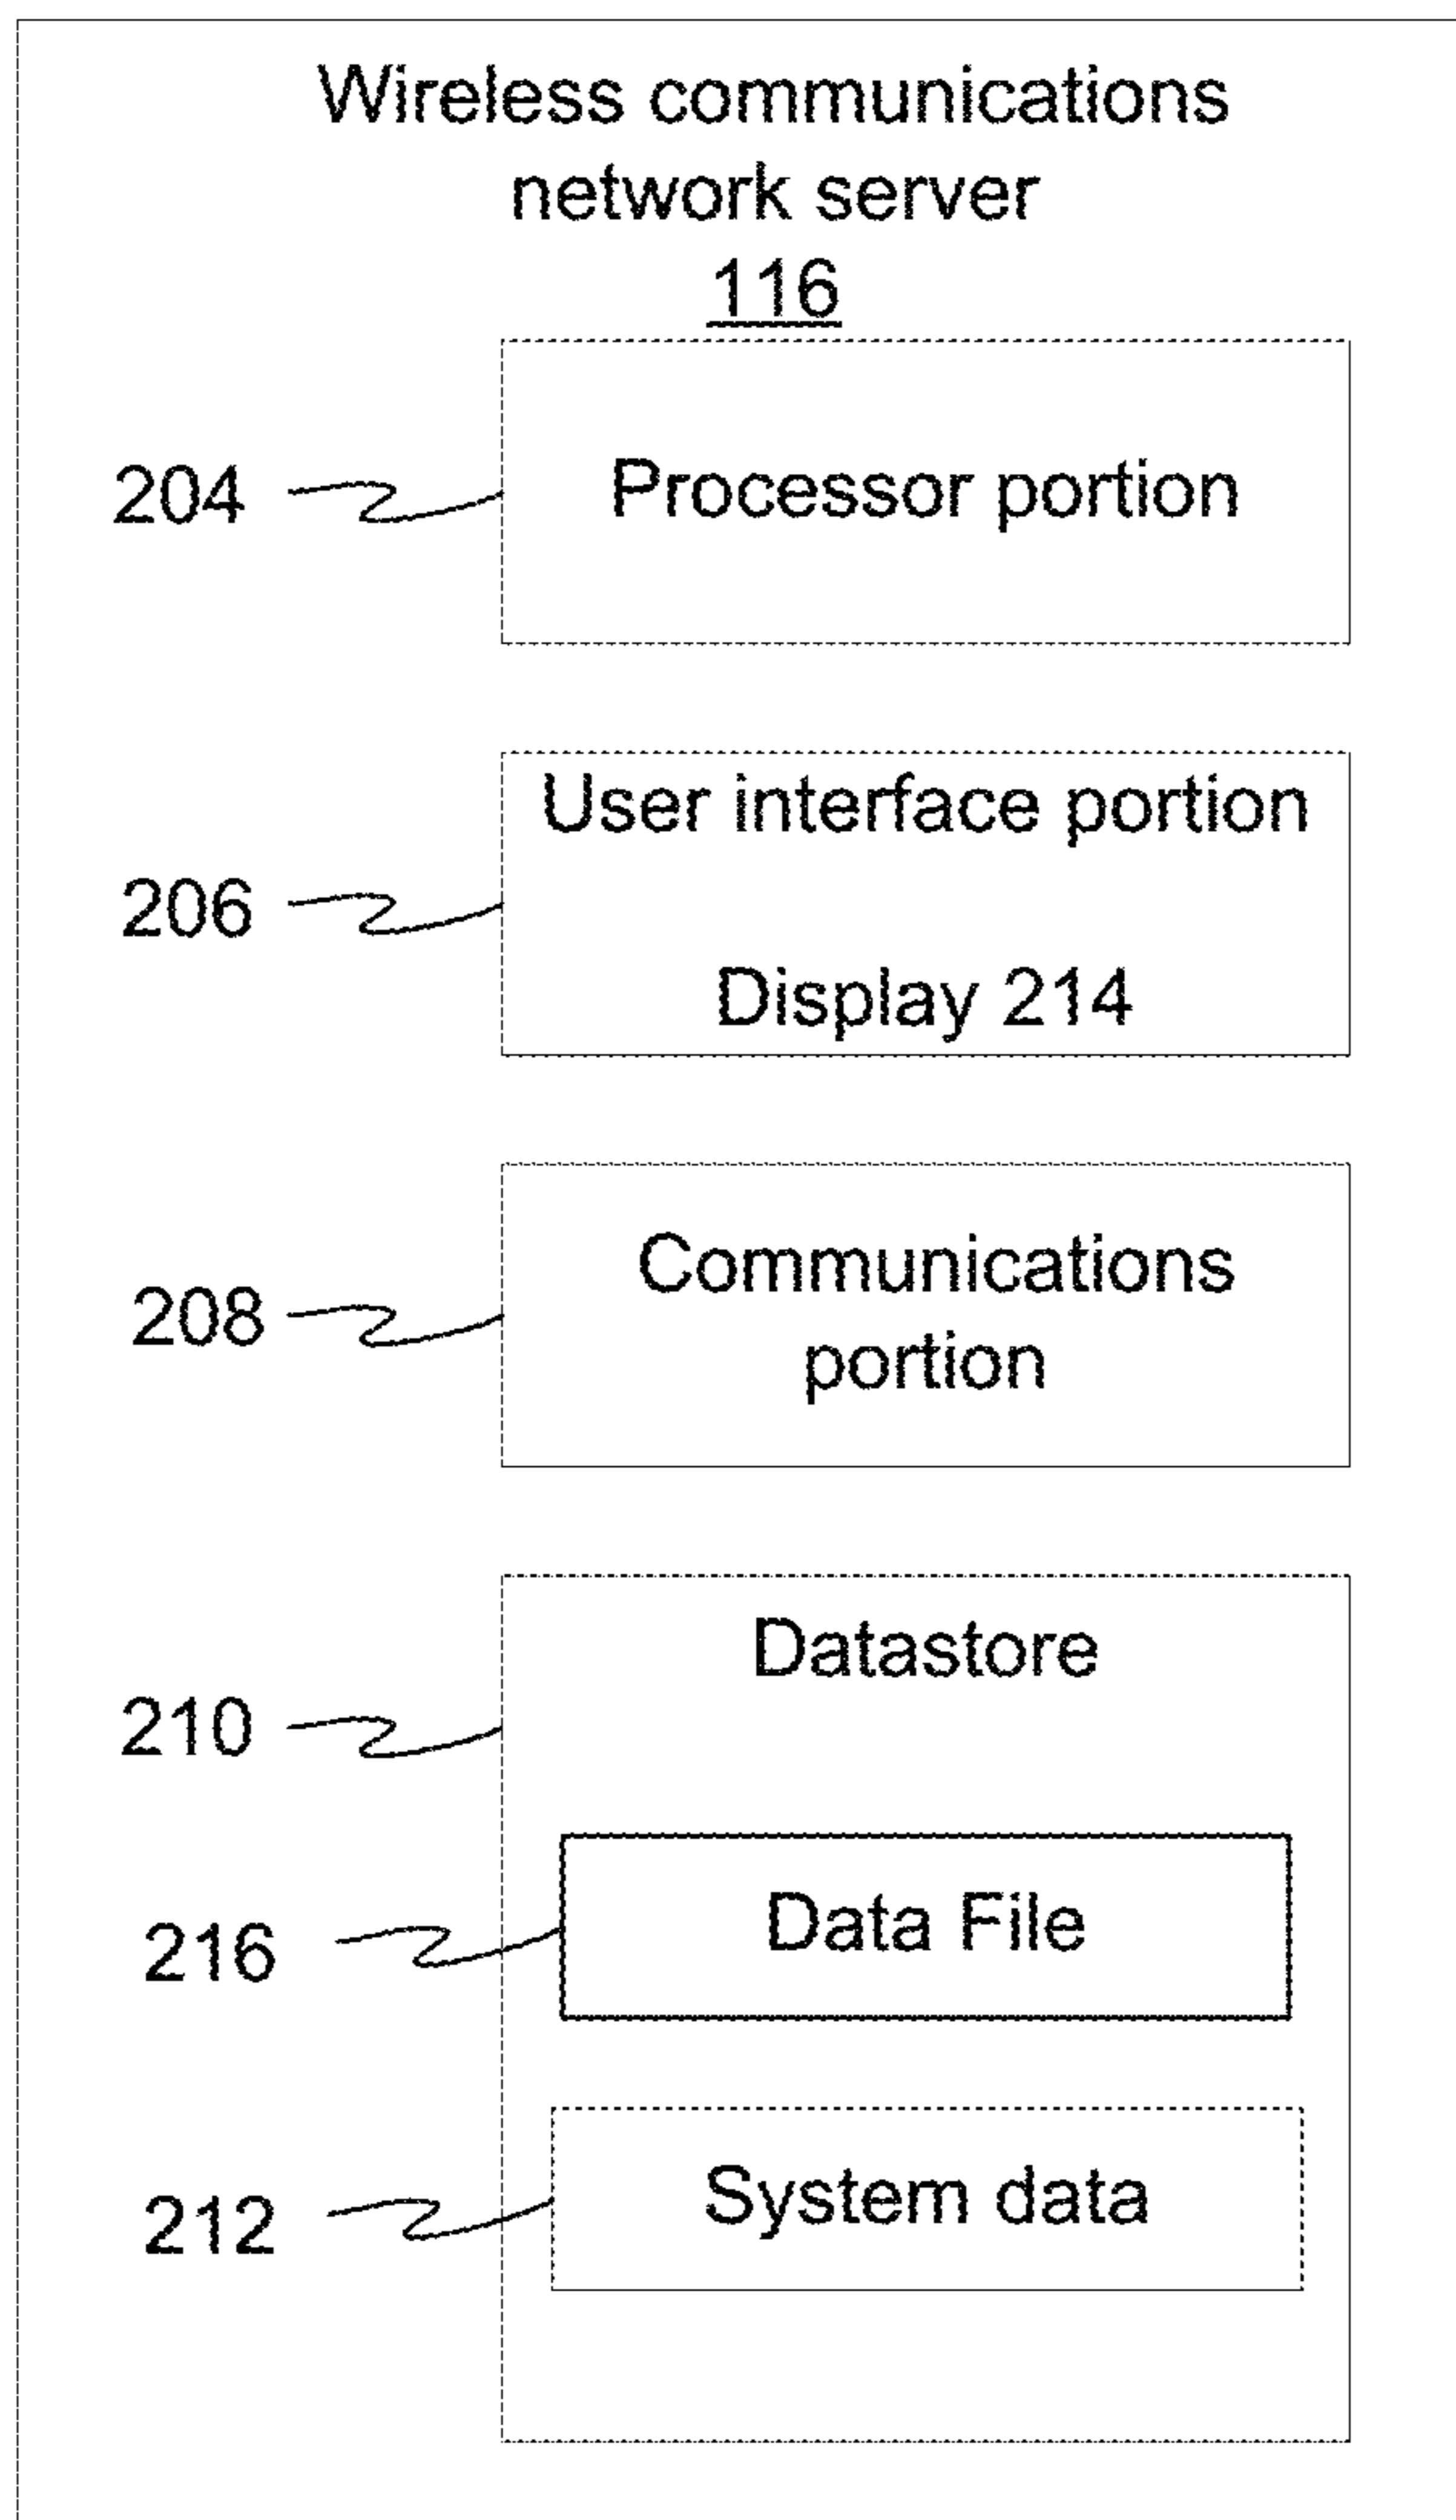 Wireless communications
network server
116
204
Processor portion
206
User interface portion
Display 214
208
Communications
portion
210
Datastore
216
Data File
212
System data